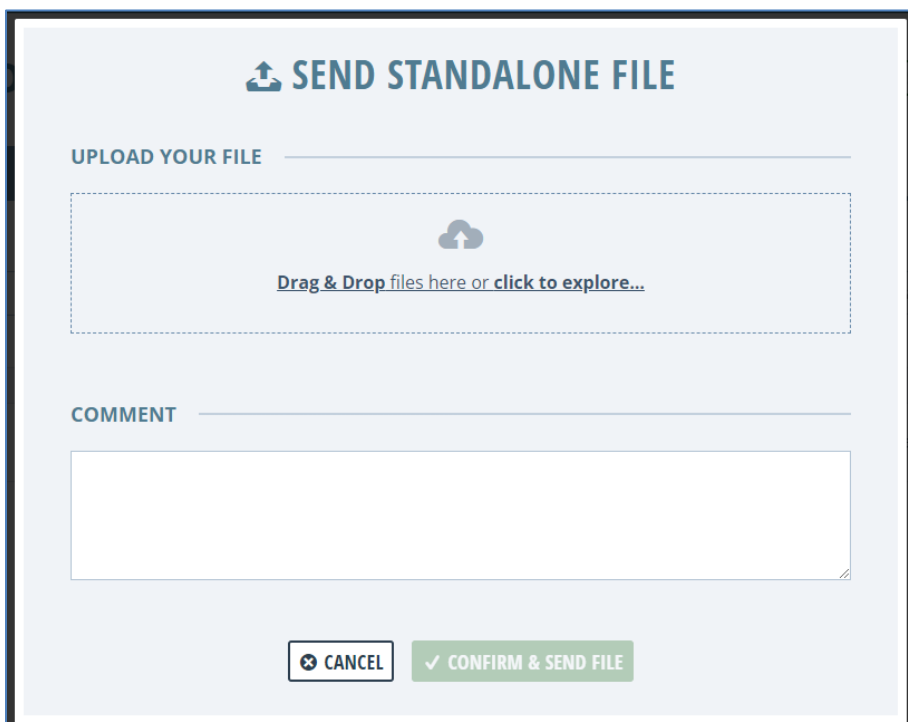 SEND STANDALONE FILE
UPLOAD YOUR FILE
Drag & Drop files here or click to explore...
COMMENT
CANCEL
CONFIRM & SEND FILE